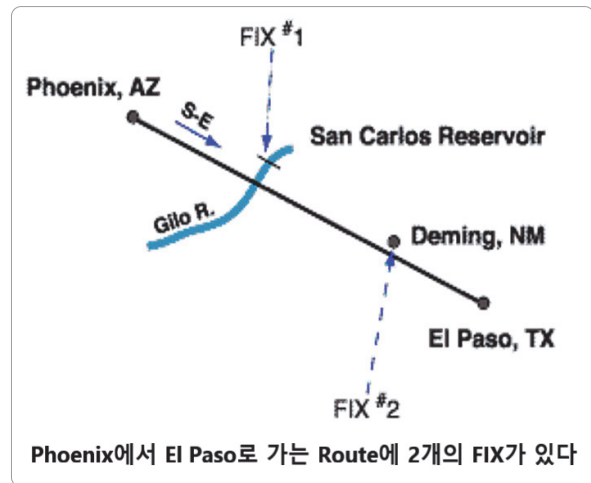 FIX #1
Phoenix, AZ
S-E
San Carlos Reservoir
Gilo R.
Deming, NM
El Paso, TX
FIX #2
Phoenix에서 El Paso로 가는 Route에 2개의 FIX가 있다